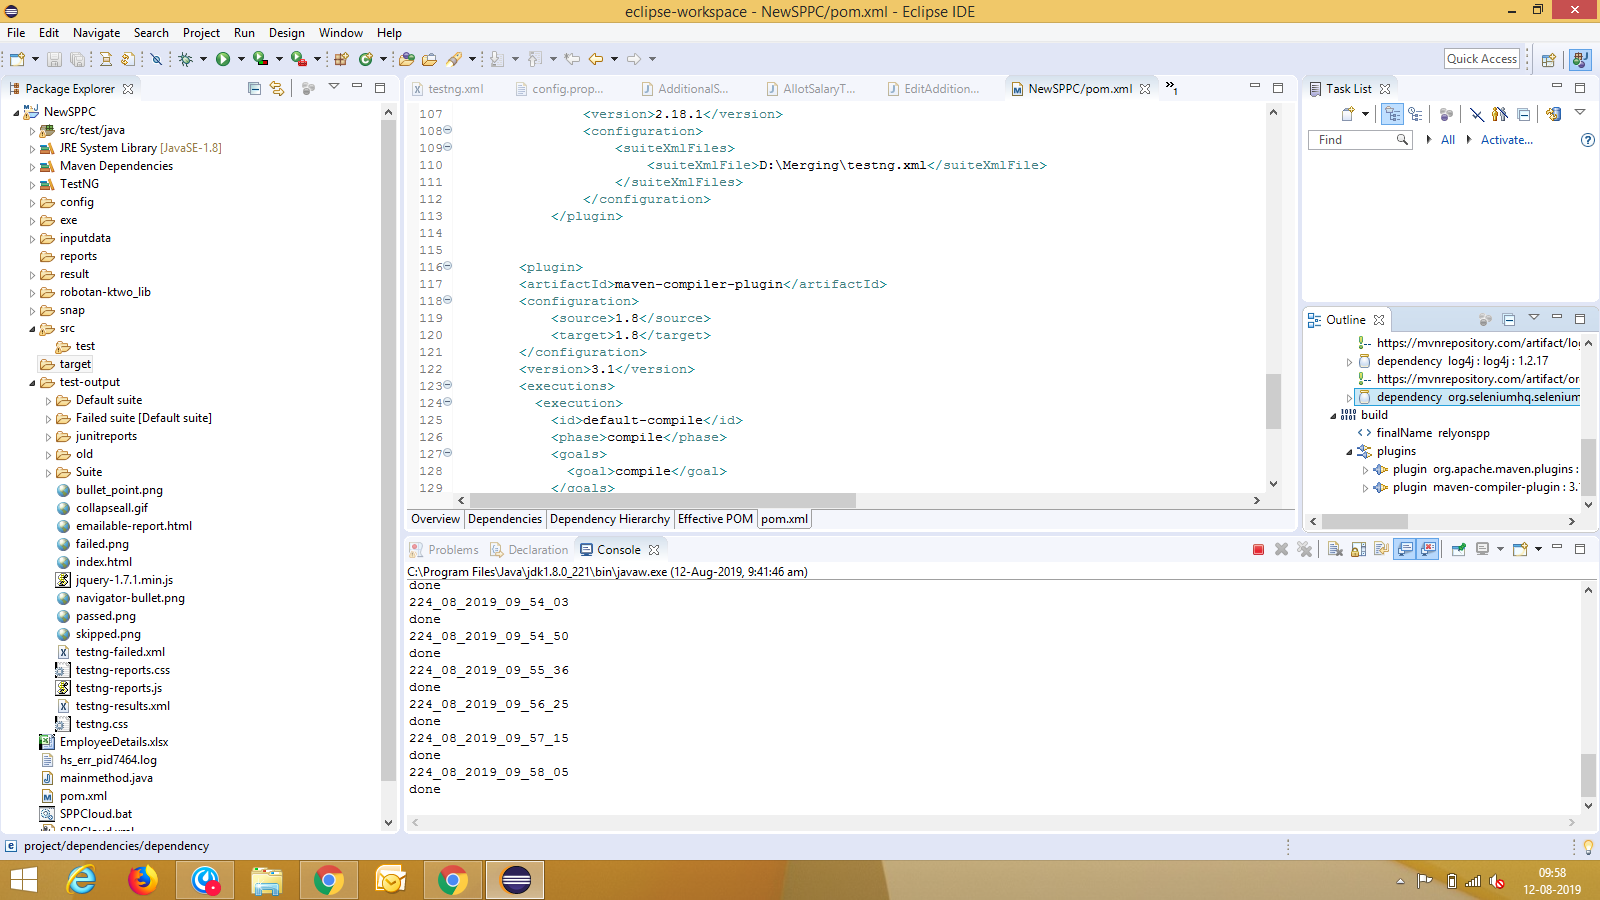 eclipse-workspace - NewSPPC/pom.xml - Eclipse IDE
File Edit Navigate Search Project Run Design Window Help
Quick Access
Package Explorer
NewSPPC
src/test/java
JRE System Library [JavaSE-1.8]
Maven Dependencies
TestNG
config
exe
inputdata
reports
result
robotan-ktwo_lib
snap
src
test
target
test-output
Default suite
Failed suite [Default suite]
junitreports
old
Suite
bullet_point.png
collapseall.gif
emailable-report.html
failed.png
index.html
jquery-1.7.1.min.js
navigator-bullet.png
passed.png
skipped.png
testng-failed.xml
testng-reports.css
testng-reports.js
testng-results.xml
testng.css
EmployeeDetails.xlsx
hs_err_pid7464.log
mainmethod.java
pom.xml
SPPCloud.bat
SPPCloud.xml
testng.xml config.prop... AdditionalS... AllotSalaryT... EditAddition... NewSPPC/pom.xml »1
107 <version>2.18.1</version>
108 <configuration>
109 <suiteXmlFiles>
110 <suiteXmlFile>D:\Merging\testng.xml</suiteXmlFile>
111 </suiteXmlFiles>
112 </configuration>
113 </plugin>
114
115
116 <plugin>
117 <artifactId>maven-compiler-plugin</artifactId>
118 <configuration>
119 <source>1.8</source>
120 <target>1.8</target>
121 </configuration>
122 <version>3.1</version>
123 <executions>
124 <execution>
125 <id>default-compile</id>
126 <phase>compile</phase>
127 <goals>
128 <goal>compile</goal>
129 </goals>
Overview Dependencies Dependency Hierarchy Effective POM pom.xml
Problems Declaration Console
C:\Program Files\Java\jdk1.8.0_221\bin\javaw.exe (12-Aug-2019, 9:41:46 am)
done
224_08_2019_09_54_03
done
224_08_2019_09_54_50
done
224_08_2019_09_55_36
done
224_08_2019_09_56_25
done
224_08_2019_09_57_15
done
224_08_2019_09_58_05
done
Task List
Find All Activate...
Outline
https://mvnrepository.com/artifact/log
dependency log4j : log4j : 1.2.17
https://mvnrepository.com/artifact/or
dependency org.seleniumhq.selenium
build
finalName relyonspp
plugins
plugin org.apache.maven.plugins :
plugin maven-compiler-plugin : 3.
project/dependencies/dependency
09:58
12-08-2019